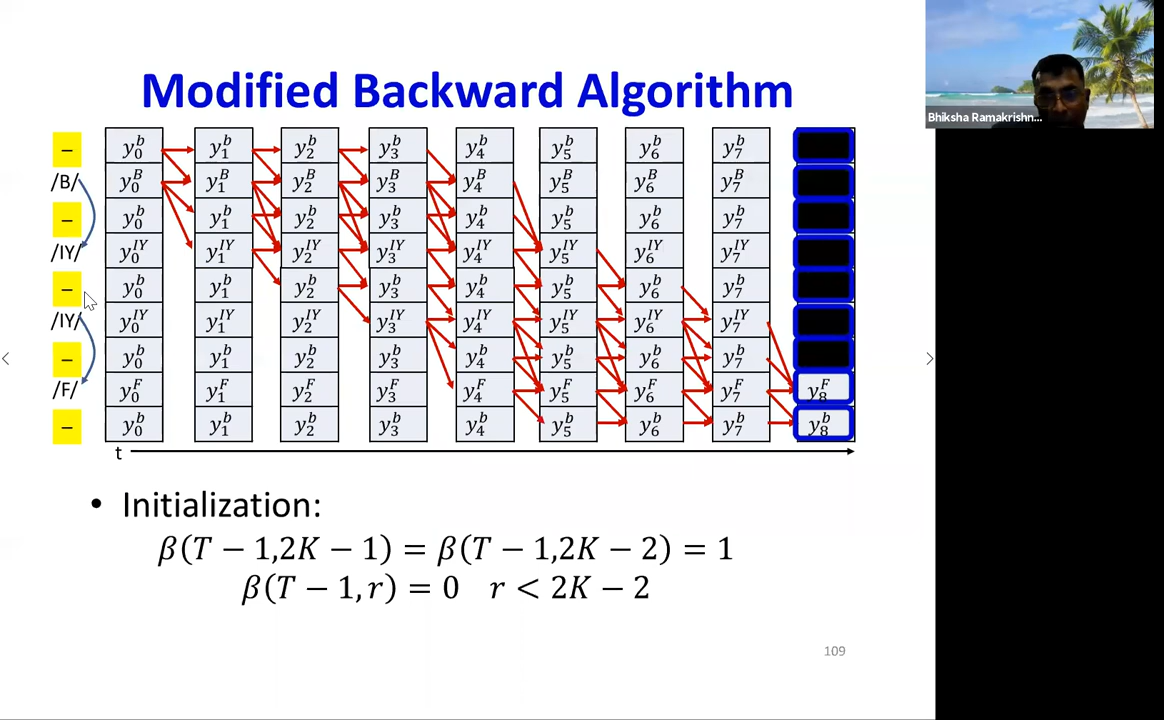 Modified Backward Algorithm
Bhiksha Ramakrishn...
– y_0^b y_1^b y_2^b y_3^b y_4^b y_5^b y_6^b y_7^b
/B/ y_0^B y_1^B y_2^B y_3^B y_4^B y_5^B y_6^B y_7^B
– y_0^b y_1^b y_2^b y_3^b y_4^b y_5^b y_6^b y_7^b
/IY/ y_0^IY y_1^IY y_2^IY y_3^IY y_4^IY y_5^IY y_6^IY y_7^IY
– y_0^b y_1^b y_2^b y_3^b y_4^b y_5^b y_6^b y_7^b
/IY/ y_0^IY y_1^IY y_2^IY y_3^IY y_4^IY y_5^IY y_6^IY y_7^IY
– y_0^b y_1^b y_2^b y_3^b y_4^b y_5^b y_6^b y_7^b
/F/ y_0^F y_1^F y_2^F y_3^F y_4^F y_5^F y_6^F y_7^F y_8^F
– y_0^b y_1^b y_2^b y_3^b y_4^b y_5^b y_6^b y_7^b y_8^b
t
• Initialization:
β(T − 1,2K − 1) = β(T − 1,2K − 2) = 1
β(T − 1, r) = 0 r < 2K − 2
109